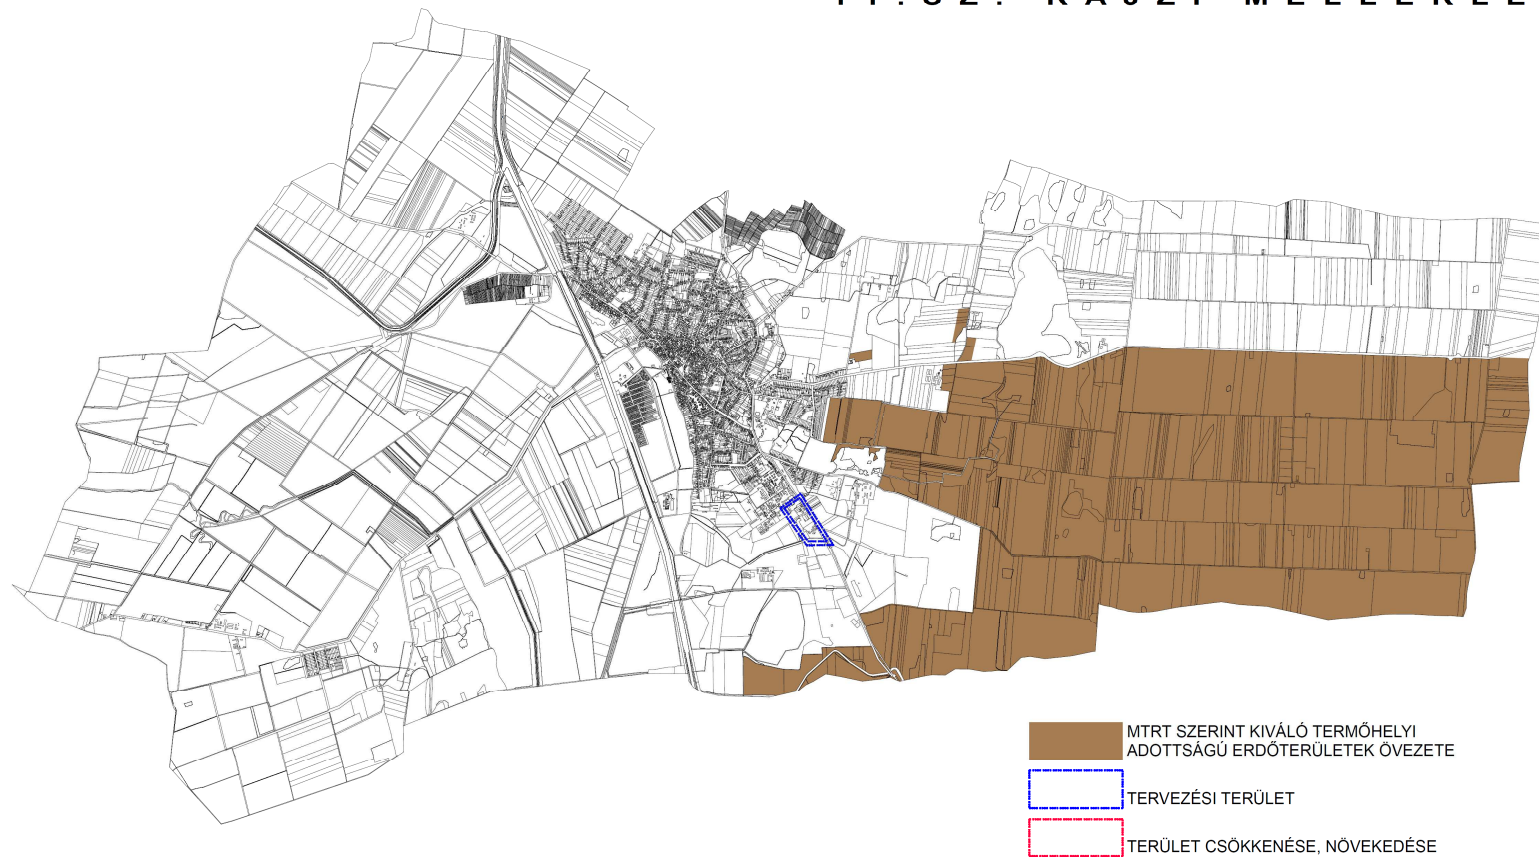 MTRT SZERINT KIVÁLÓ TERMŐHELYI
ADOTTSÁGÚ ERDŐTERÜLETEK ÖVEZETE
TERVEZÉSI TERÜLET
TERÜLET CSÖKKENÉSE, NÖVEKEDÉSE